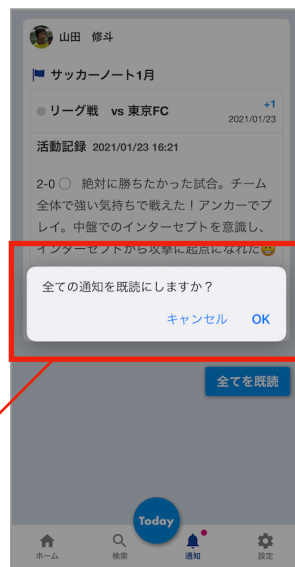 山田 修斗
サッカーノート1月
リーグ戦 vs 東京FC
+1
2021/01/23
活動記録 2021/01/23 16:21
2-0〇 絶対に勝ちたかった試合。チーム
全体で強い気持ちで戦えた！アンカーでプ
レイ。中盤でのインターセプトを意識し、
インターセプトから攻撃に起点になれた😄
全ての通知を既読にしますか？
キャンセル OK
全てを既読
Today
ホーム
検索
通知
設定